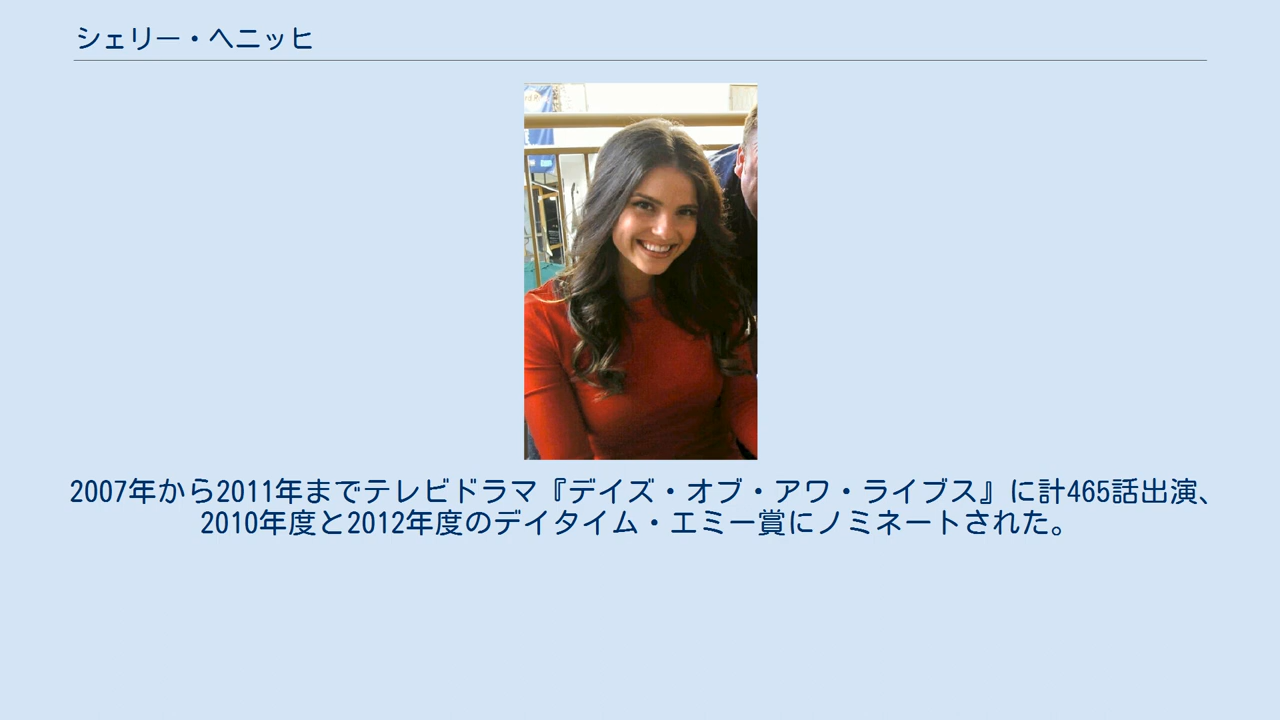 シェリー・ヘニッヒ
2007年から2011年までテレビドラマ『デイズ・オブ・アワ・ライブス』に計465話出演、
2010年度と2012年度のデイタイム・エミー賞にノミネートされた。